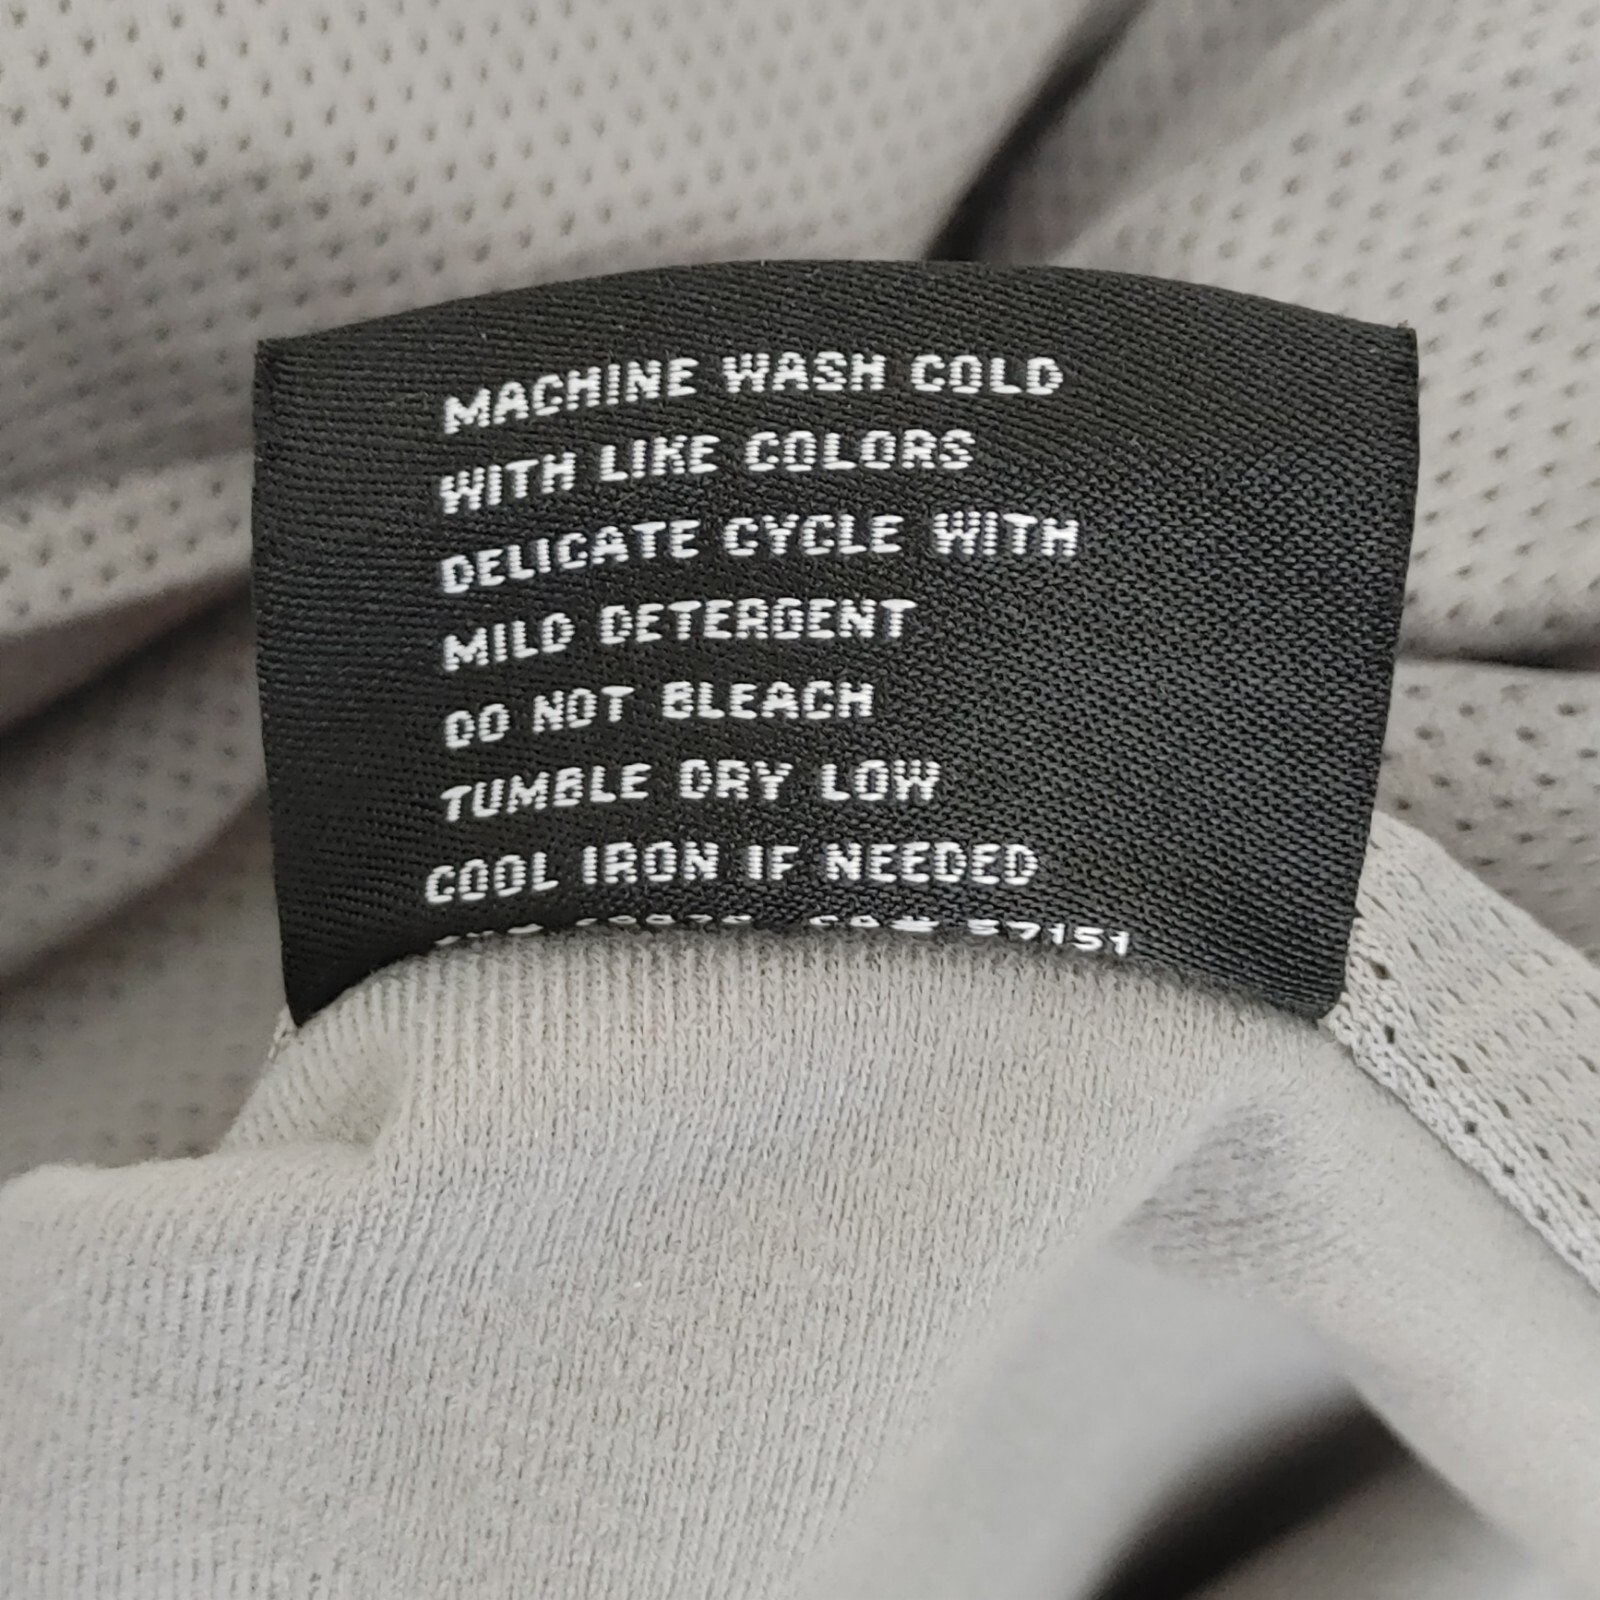 MACHINE WASH COLD
WITH LIKE COLORS
DELICATE CYCLE WITH
MILD DETERGENT
DO NOT BLEACH
TUMBLE DRY LOW
COOL IRON IF NEEDED
57151